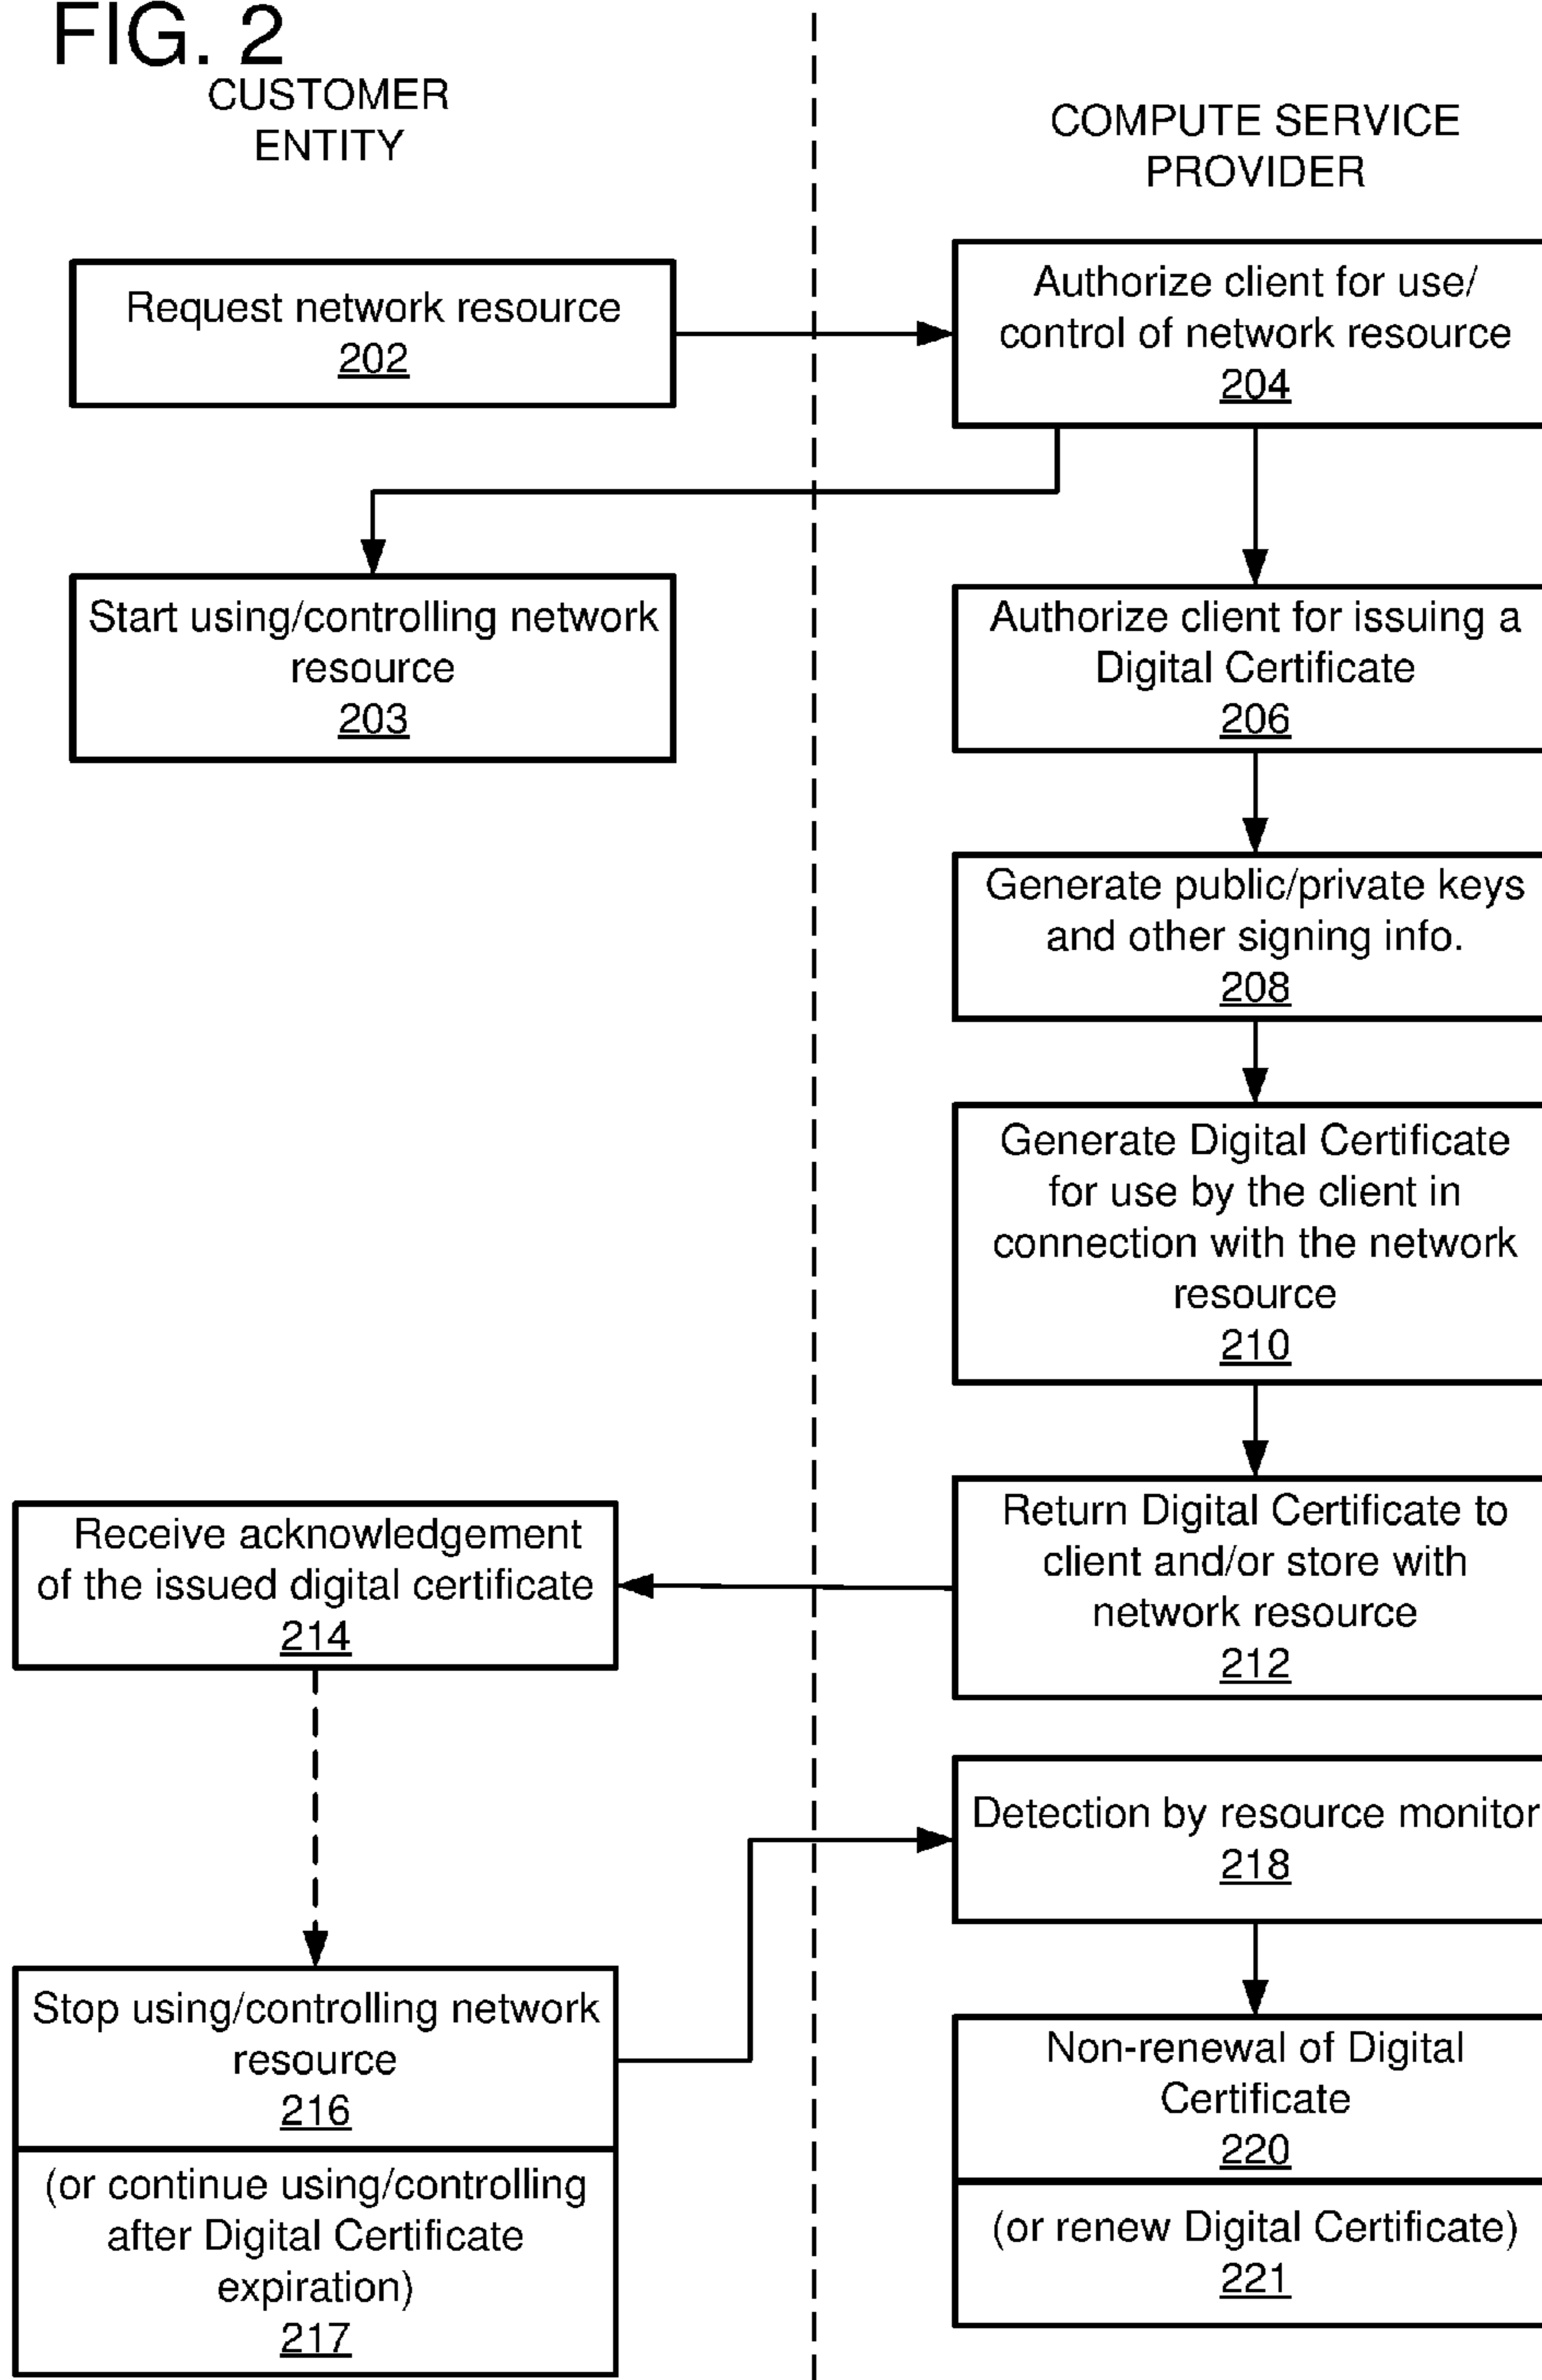 FIG. 2
CUSTOMER
ENTITY
COMPUTE SERVICE
PROVIDER
Request network resource
202
Authorize client for use/
control of network resource
204
Start using/controlling network
resource
203
Authorize client for issuing a
Digital Certificate
206
Generate public/private keys
and other signing info.
208
Generate Digital Certificate
for use by the client in
connection with the network
resource
210
Return Digital Certificate to
client and/or store with
network resource
212
Receive acknowledgement
of the issued digital certificate
214
Detection by resource monitor
218
Stop using/controlling network
resource
216
(or continue using/controlling
after Digital Certificate
expiration)
217
Non-renewal of Digital
Certificate
220
(or renew Digital Certificate)
221